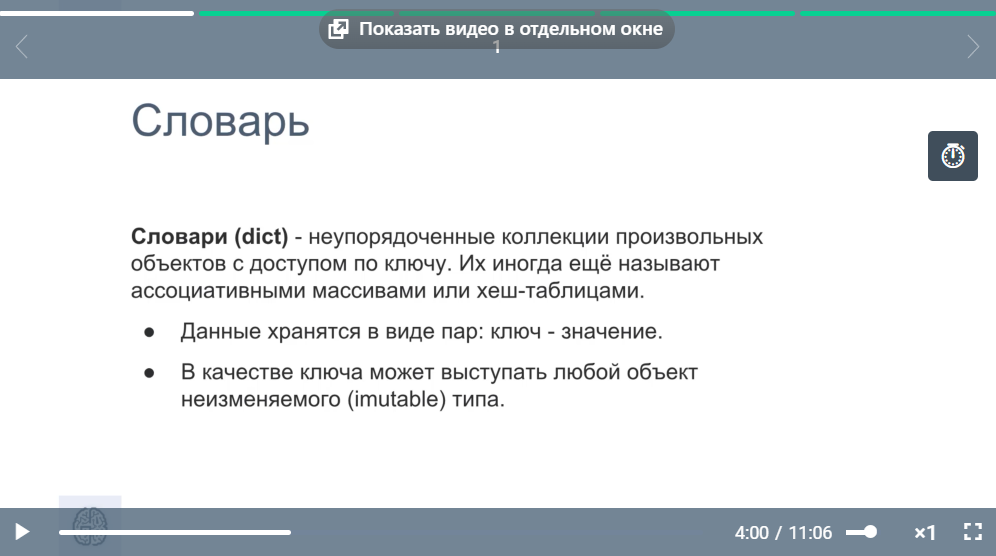 Показать видео в отдельном окне
1
Словарь
Словари (dict) - неупорядоченные коллекции произвольных
объектов с доступом по ключу. Их иногда ещё называют
ассоциативными массивами или хеш-таблицами.
● Данные хранятся в виде пар: ключ - значение.
● В качестве ключа может выступать любой объект
неизменяемого (imutable) типа.
4:00 / 11:06 ×1